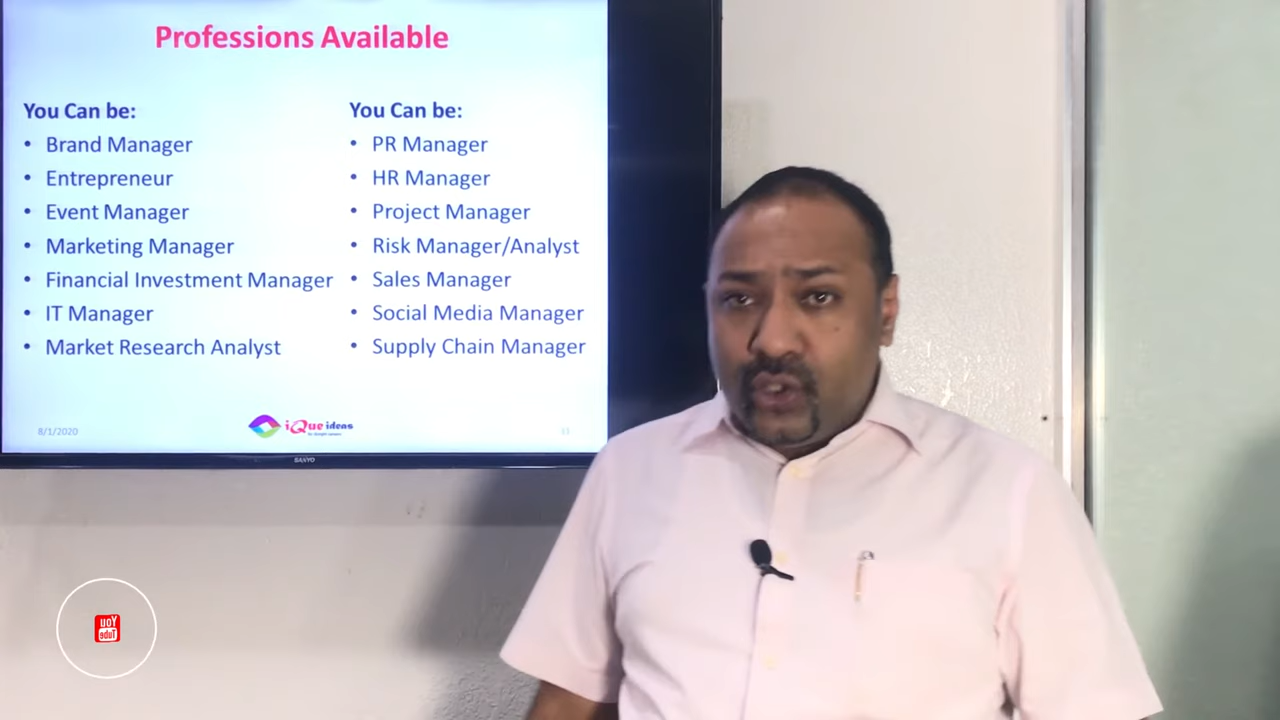 Professions Available
You Can be:
Brand Manager
Entrepreneur
Event Manager
Marketing Manager
Financial Investment Manager
IT Manager
Market Research Analyst
You Can be:
PR Manager
HR Manager
Project Manager
Risk Manager/Analyst
Sales Manager
Social Media Manager
Supply Chain Manager
8/1/2020
iQue ideas
SANYO
You
Tube